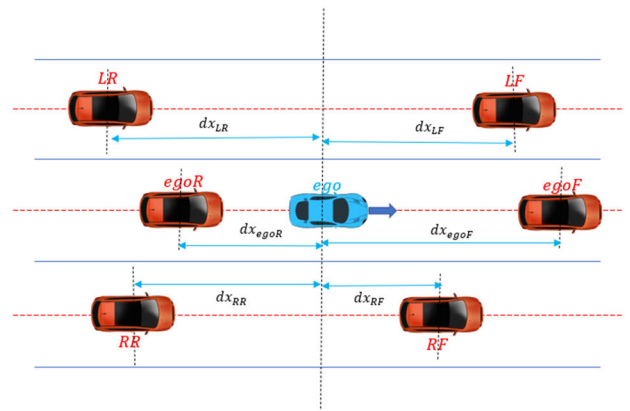 LR LF
dx_LR dx_LF
egoR ego egoF
dx_egoR dx_egoF
dx_RR dx_RF
RR RF